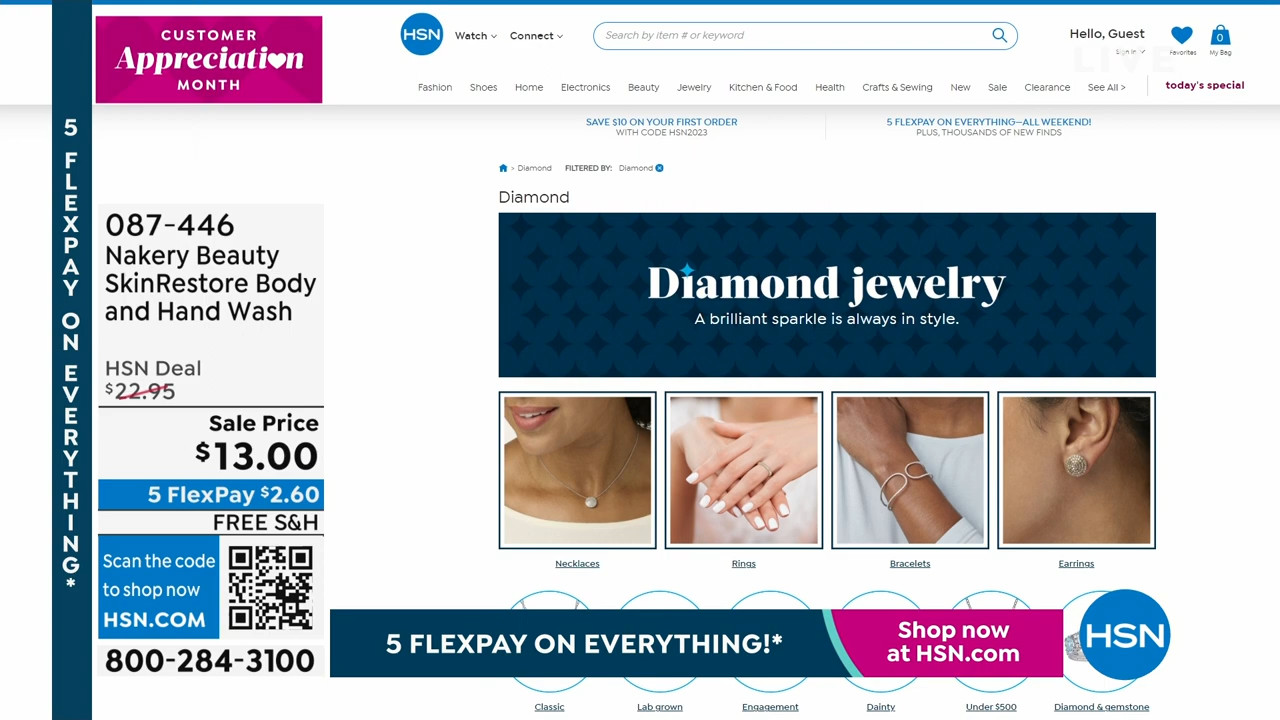 CUSTOMER
Appreciation
MONTH
5 FLEXPAY ON EVERYTHING*
087-446
Nakery Beauty
SkinRestore Body
and Hand Wash
HSN Deal
$22.95
Sale Price
$13.00
5 FlexPay $2.60
FREE S&H
Scan the code
to shop now
HSN.COM
800-284-3100
HSN
Watch
Connect
Search by item # or keyword
Hello, Guest
Sign In
Favorites
0
My Bag
LIVE
Fashion Shoes Home Electronics Beauty Jewelry Kitchen & Food Health Crafts & Sewing New Sale Clearance See All > today's special
SAVE $10 ON YOUR FIRST ORDER
WITH CODE HSN2023
5 FLEXPAY ON EVERYTHING—ALL WEEKEND!
PLUS, THOUSANDS OF NEW FINDS
> Diamond FILTERED BY: Diamond
Diamond
Diamond jewelry
A brilliant sparkle is always in style.
Necklaces Rings Bracelets Earrings
5 FLEXPAY ON EVERYTHING!*
Shop now
at HSN.com
HSN
Classic Lab grown Engagement Dainty Under $500 Diamond & gemstone